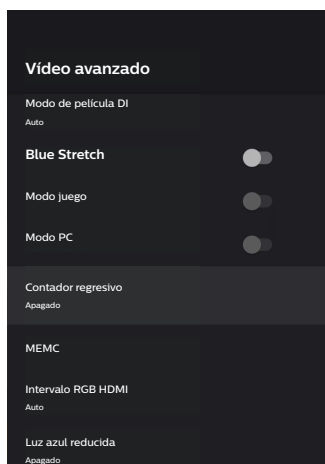 Vídeo avanzado
Modo de película DI
Auto
Blue Stretch
Modo juego
Modo PC
Contador regresivo
Apagado
MEMC
Intervalo RGB HDMI
Auto
Luz azul reducida
Apagado